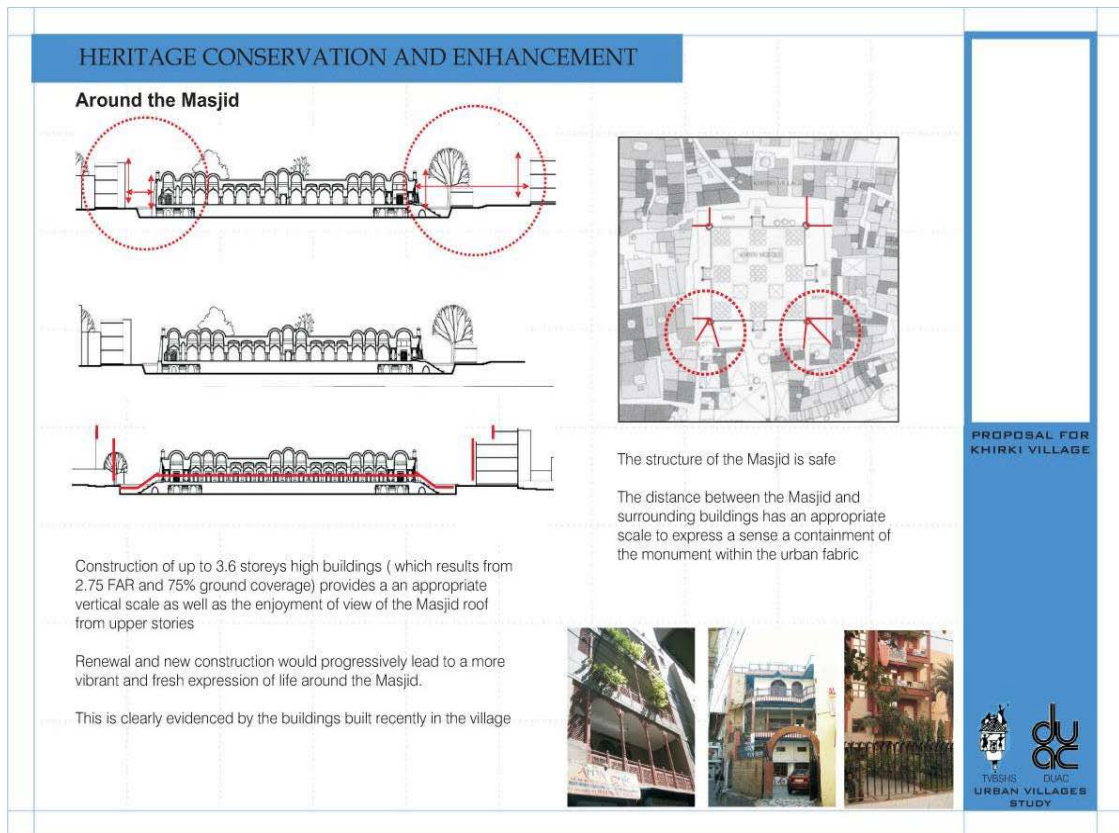 HERITAGE CONSERVATION AND ENHANCEMENT
Around the Masjid
Construction of up to 3.6 storeys high buildings ( which results from
2.75 FAR and 75% ground coverage) provides a an appropriate
vertical scale as well as the enjoyment of view of the Masjid roof
from upper stories
Renewal and new construction would progressively lead to a more
vibrant and fresh expression of life around the Masjid.
This is clearly evidenced by the buildings built recently in the village
The structure of the Masjid is safe
The distance between the Masjid and
surrounding buildings has an appropriate
scale to express a sense a containment of
the monument within the urban fabric
PROPOSAL FOR
KHIRKI VILLAGE
duac
TVBSHS DUAC
URBAN VILLAGES
STUDY